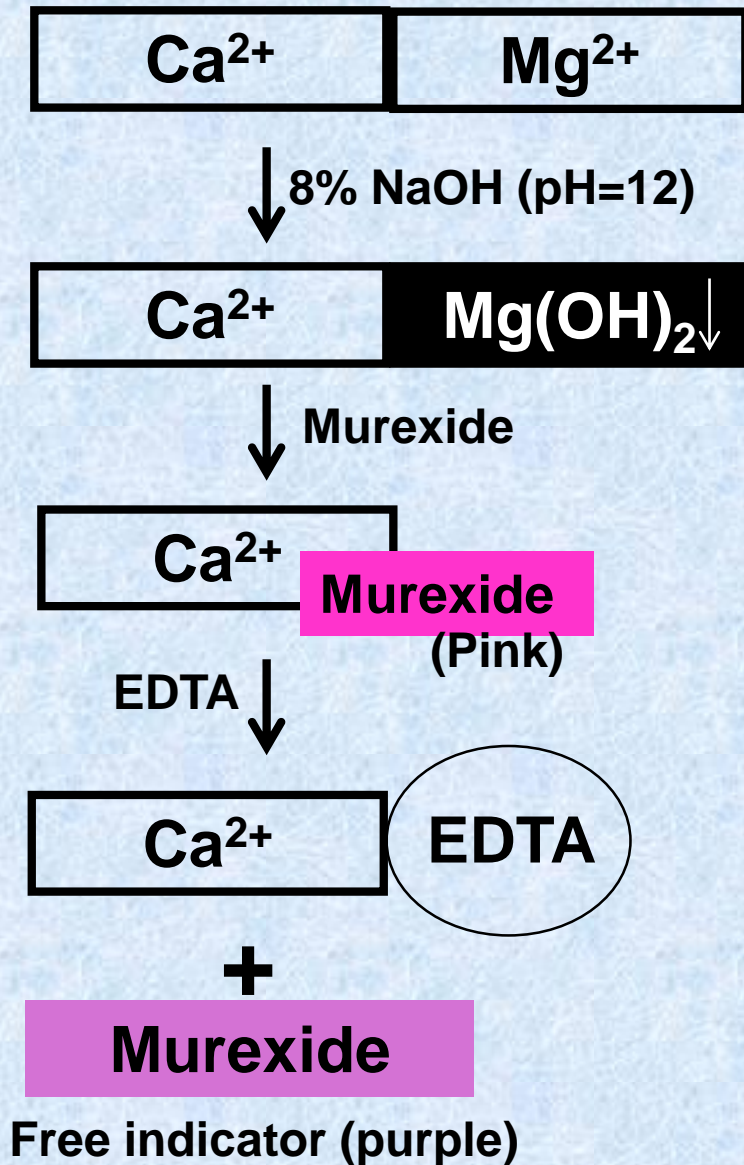 Ca²⁺ Mg²⁺
8% NaOH (pH=12)
Ca²⁺ Mg(OH)₂↓
Murexide
Ca²⁺
Murexide
(Pink)
EDTA
Ca²⁺ EDTA
+
Murexide
Free indicator (purple)